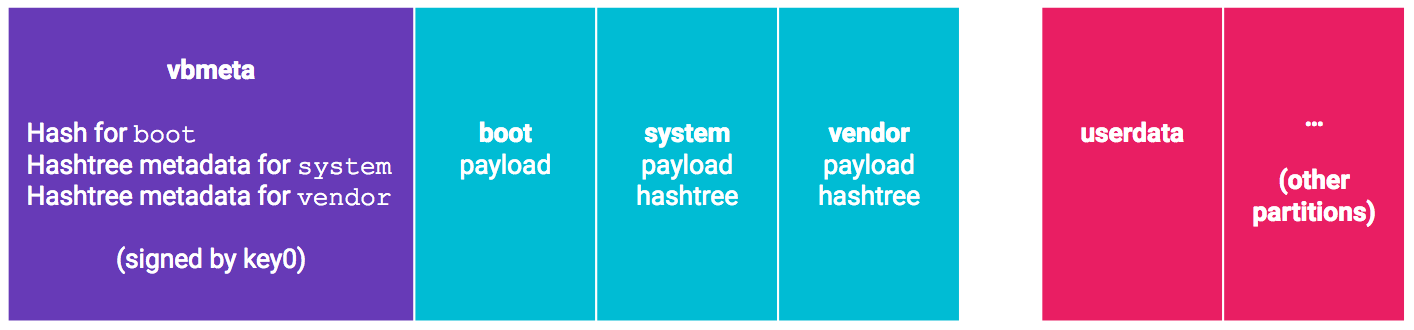 vbmeta
Hash for boot
Hashtree metadata for system
Hashtree metadata for vendor
(signed by key0)
boot
payload
system
payload
hashtree
vendor
payload
hashtree
userdata
...
(other
partitions)